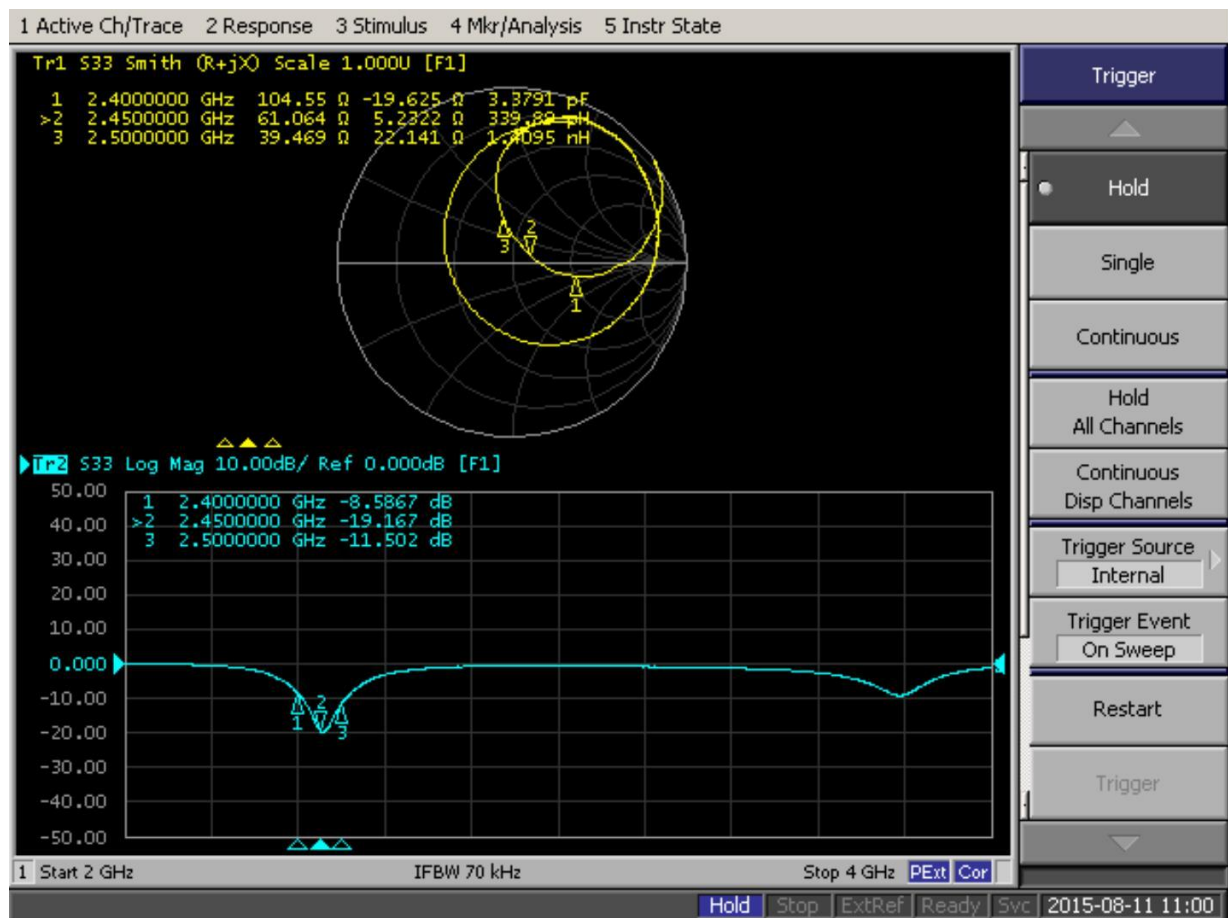 1 Active Ch/Trace 2 Response 3 Stimulus 4 Mkr/Analysis 5 Instr State
Tr1 S33 Smith (R+jX) Scale 1.000U [F1]
1 2.4000000 GHz 104.55 Ω -19.625 Ω 3.3791 pF
>2 2.4500000 GHz 61.064 Ω 5.2322 Ω 339.89 pH
3 2.5000000 GHz 39.469 Ω 22.141 Ω 1.4095 nH
3
2
1
Tr2 S33 Log Mag 10.00dB/ Ref 0.000dB [F1]
1 2.4000000 GHz -8.5867 dB
>2 2.4500000 GHz -19.167 dB
3 2.5000000 GHz -11.502 dB
50.00
40.00
30.00
20.00
10.00
0.000
-10.00
-20.00
-30.00
-40.00
-50.00
1
2
3
1 Start 2 GHz IFBW 70 kHz Stop 4 GHz PExt Cor
Trigger
Hold
Single
Continuous
Hold
All Channels
Continuous
Disp Channels
Trigger Source
Internal
Trigger Event
On Sweep
Restart
Trigger
Hold Stop ExtRef Ready Svc 2015-08-11 11:00